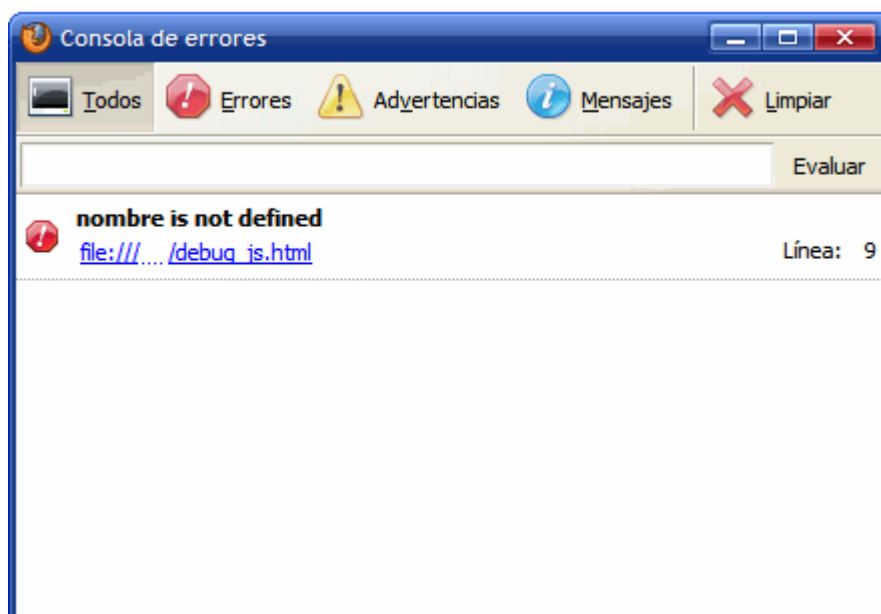 Consola de errores
Todos Errores Advertencias Mensajes Limpiar
Evaluar
nombre is not defined
file:///.... /debug_js.html Línea: 9